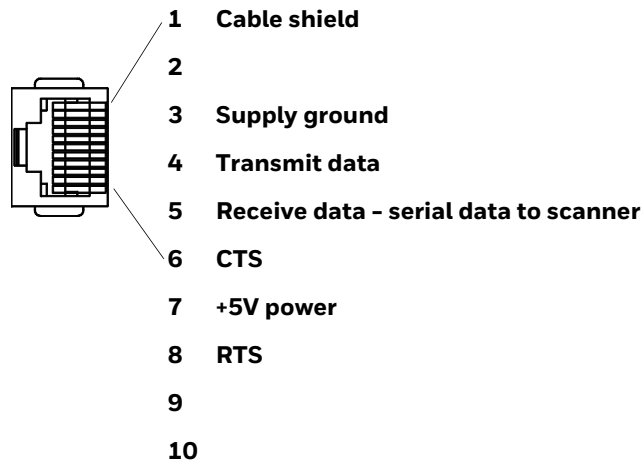 1 Cable shield
2
3 Supply ground
4 Transmit data
5 Receive data – serial data to scanner
6 CTS
7 +5V power
8 RTS
9
10